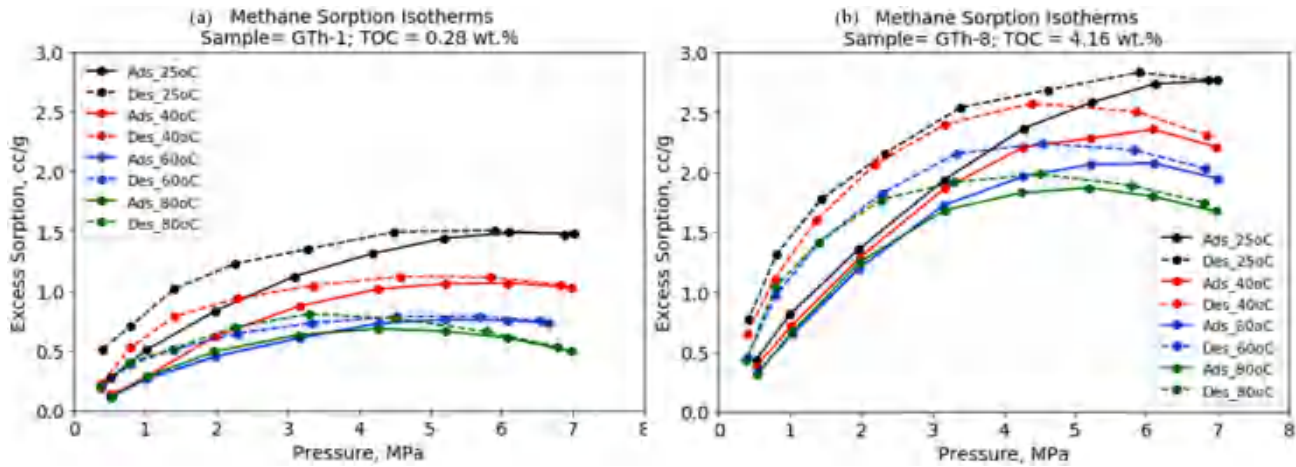 (a) Methane Sorption Isotherms
Sample= GTh-1; TOC = 0.28 wt.%
Excess Sorption, cc/g
3.0
2.5
2.0
1.5
1.0
0.5
0.0
Ads_25oC
Des_25oC
Ads_40oC
Des_40oC
Ads_60oC
Des_60oC
Ads_80oC
Des_80oC
0 1 2 3 4 5 6 7 8
Pressure, MPa
(b) Methane Sorption Isotherms
Sample= GTh-8; TOC = 4.16 wt.%
Excess Sorption, cc/g
3.0
2.5
2.0
1.5
1.0
0.5
0.0
Ads_25oC
Des_25oC
Ads_40oC
Des_40oC
Ads_60oC
Des_60oC
Ads_80oC
Des_80oC
0 1 2 3 4 5 6 7 8
Pressure, MPa